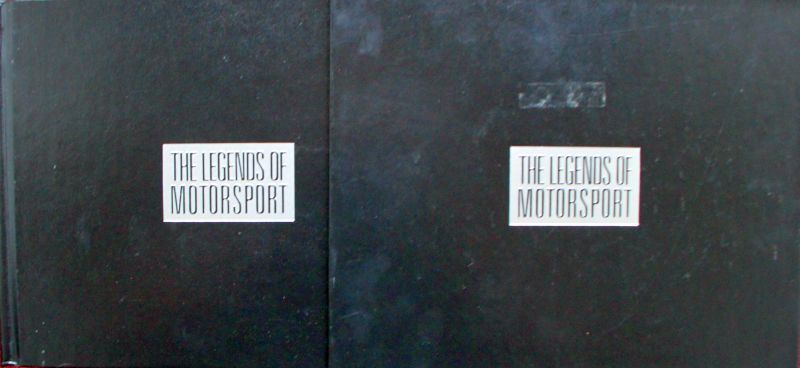 THE LEGENDS OF
MOTORSPORT
THE LEGENDS OF
MOTORSPORT